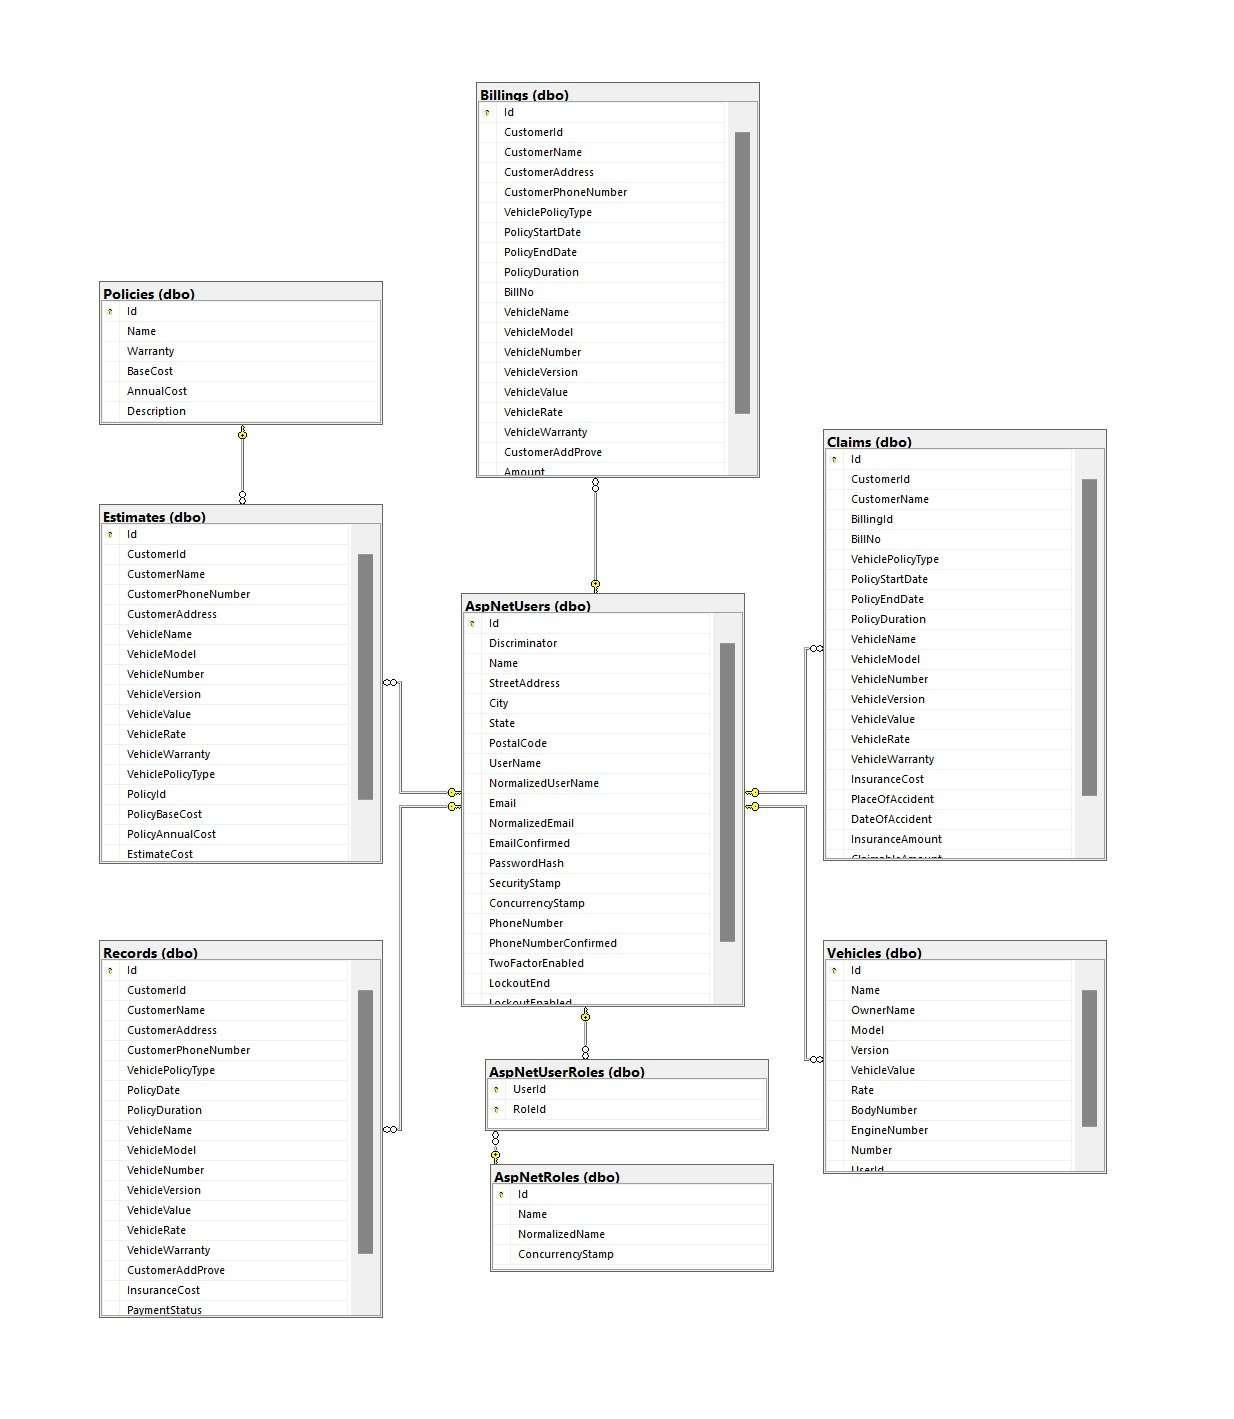 Billings (dbo)
Id
CustomerId
CustomerName
CustomerAddress
CustomerPhoneNumber
VehiclePolicyType
PolicyStartDate
PolicyEndDate
PolicyDuration
BillNo
VehicleName
VehicleModel
VehicleNumber
VehicleVersion
VehicleValue
VehicleRate
VehicleWarranty
CustomerAddProve
Amount
Policies (dbo)
Id
Name
Warranty
BaseCost
AnnualCost
Description
Estimates (dbo)
Id
CustomerId
CustomerName
CustomerPhoneNumber
CustomerAddress
VehicleName
VehicleModel
VehicleNumber
VehicleVersion
VehicleValue
VehicleRate
VehicleWarranty
VehiclePolicyType
PolicyId
PolicyBaseCost
PolicyAnnualCost
EstimateCost
AspNetUsers (dbo)
Id
Discriminator
Name
StreetAddress
City
State
PostalCode
UserName
NormalizedUserName
Email
NormalizedEmail
EmailConfirmed
PasswordHash
SecurityStamp
ConcurrencyStamp
PhoneNumber
PhoneNumberConfirmed
TwoFactorEnabled
LockoutEnd
LockoutEnabled
Claims (dbo)
Id
CustomerId
CustomerName
BillingId
BillNo
VehiclePolicyType
PolicyStartDate
PolicyEndDate
PolicyDuration
VehicleName
VehicleModel
VehicleNumber
VehicleVersion
VehicleValue
VehicleRate
VehicleWarranty
InsuranceCost
PlaceOfAccident
DateOfAccident
InsuranceAmount
ClaimableAmount
Records (dbo)
Id
CustomerId
CustomerName
CustomerAddress
CustomerPhoneNumber
VehiclePolicyType
PolicyDate
PolicyDuration
VehicleName
VehicleModel
VehicleNumber
VehicleVersion
VehicleValue
VehicleRate
VehicleWarranty
CustomerAddProve
InsuranceCost
PaymentStatus
Vehicles (dbo)
Id
Name
OwnerName
Model
Version
VehicleValue
Rate
BodyNumber
EngineNumber
Number
UserId
AspNetUserRoles (dbo)
UserId
RoleId
AspNetRoles (dbo)
Id
Name
NormalizedName
ConcurrencyStamp